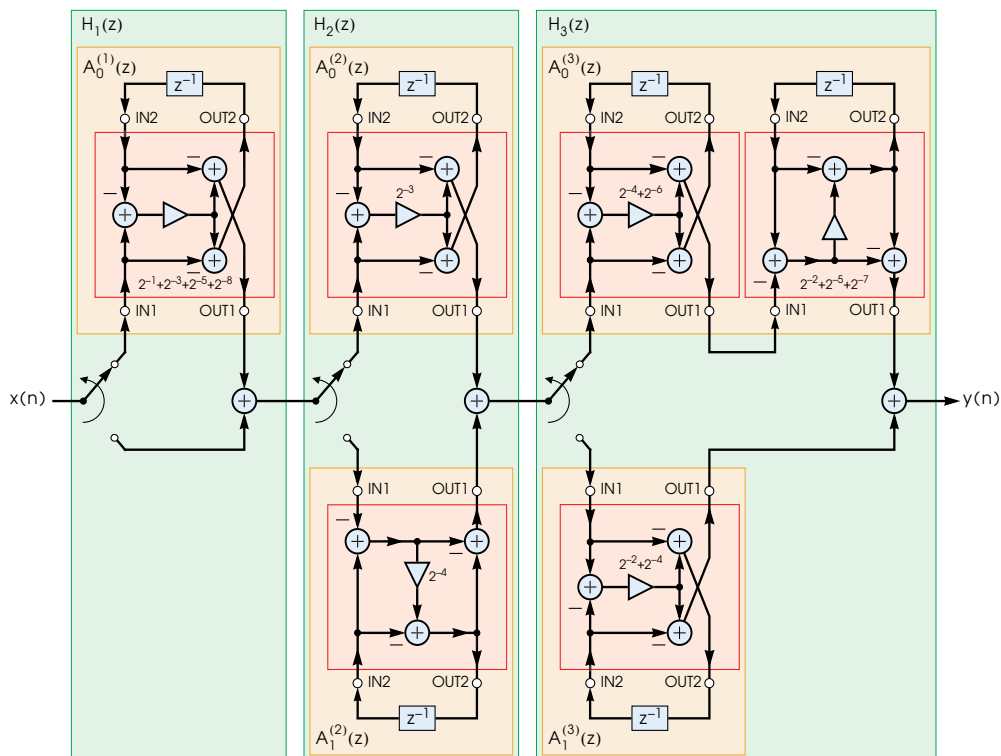 H₁(z)
H₂(z)
H₃(z)
A₀⁽¹⁾(z)
A₀⁽²⁾(z)
A₀⁽³⁾(z)
z⁻¹
z⁻¹
z⁻¹
z⁻¹
IN2
OUT2
IN2
OUT2
IN2
OUT2
IN2
OUT2
2⁻³
2⁻⁴+2⁻⁶
2⁻¹+2⁻³+2⁻⁵+2⁻⁸
2⁻²+2⁻⁵+2⁻⁷
IN1
OUT1
IN1
OUT1
IN1
OUT1
IN1
OUT1
x(n)
y(n)
IN1
OUT1
IN1
OUT1
2⁻⁴
2⁻²+2⁻⁴
IN2
OUT2
IN2
OUT2
z⁻¹
z⁻¹
A₁⁽²⁾(z)
A₁⁽³⁾(z)